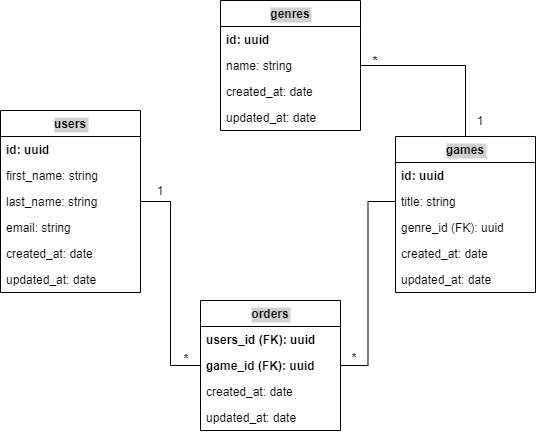 genres
id: uuid
name: string
created_at: date
updated_at: date
*
1
users
id: uuid
first_name: string
last_name: string
email: string
created_at: date
updated_at: date
1
*
games
id: uuid
title: string
genre_id (FK): uuid
created_at: date
updated_at: date
*
orders
users_id (FK): uuid
game_id (FK): uuid
created_at: date
updated_at: date